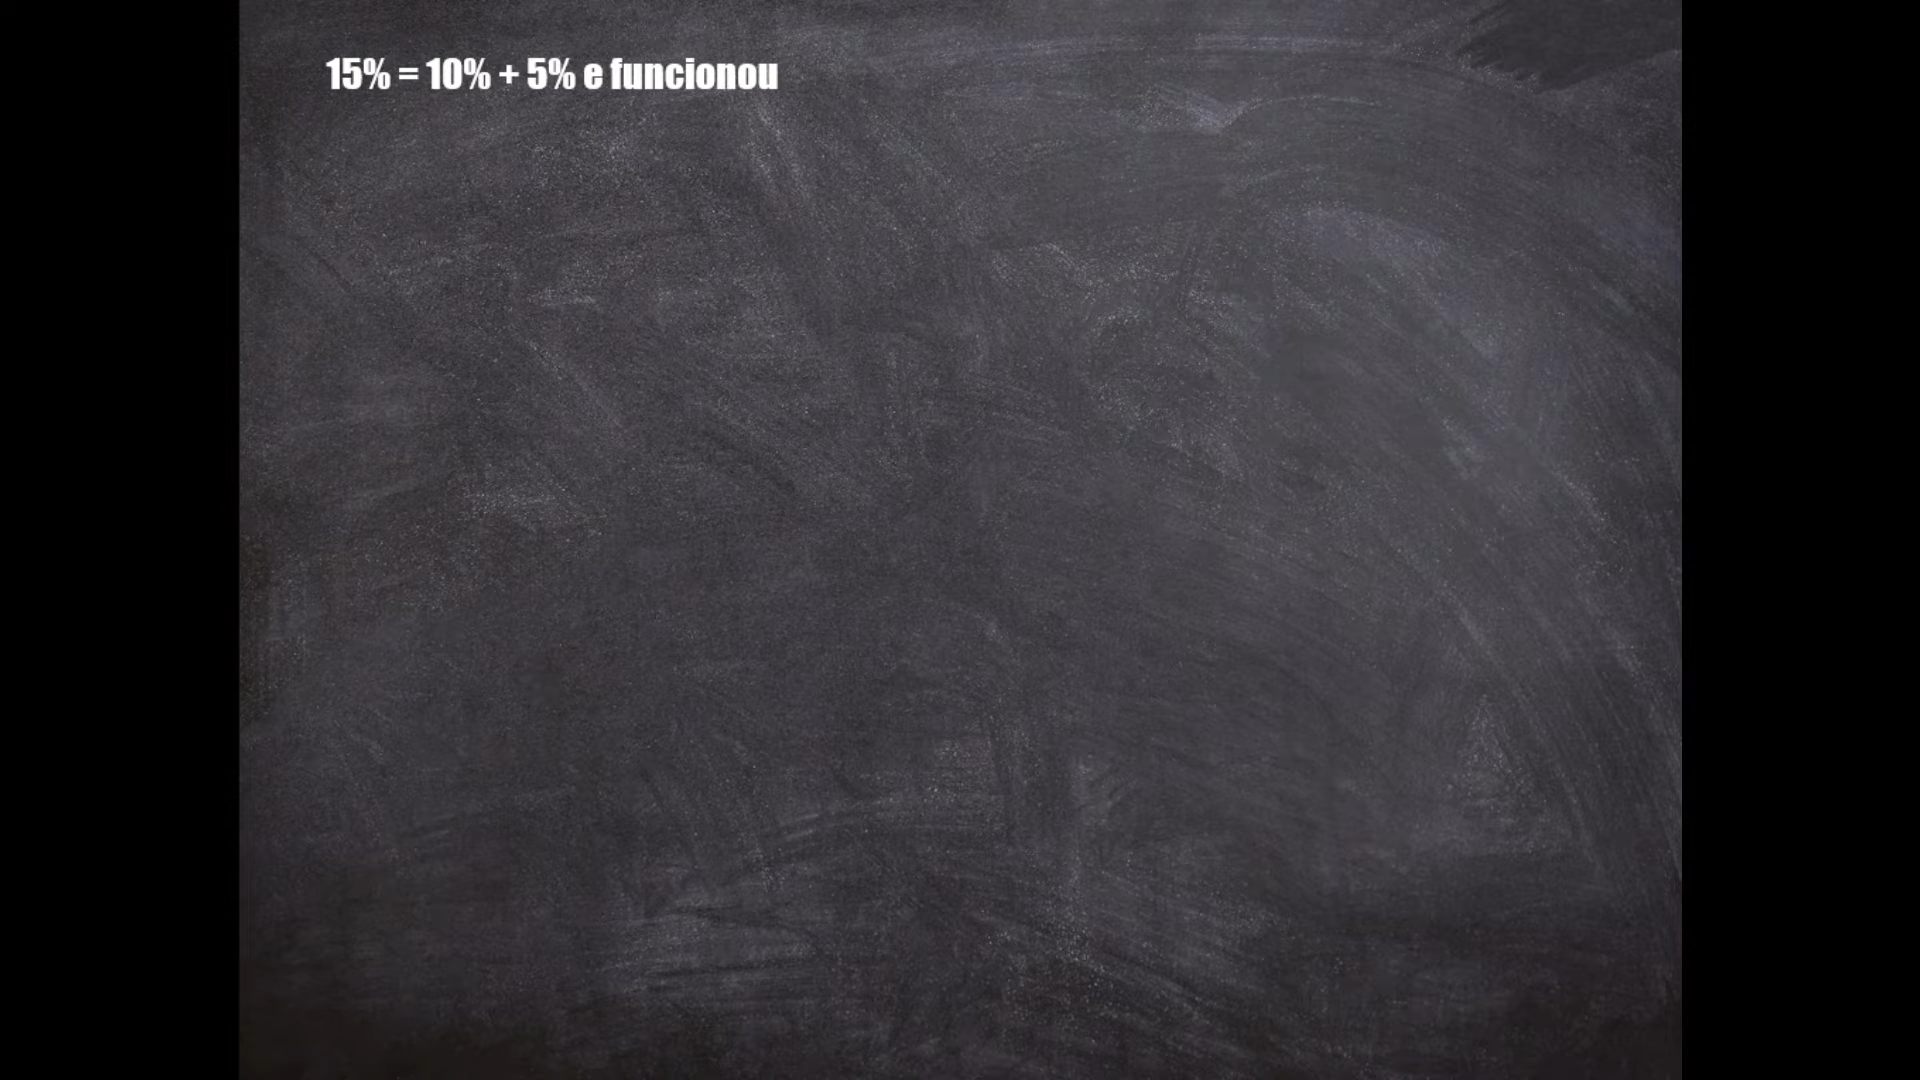 15% = 10% + 5% e funcionou